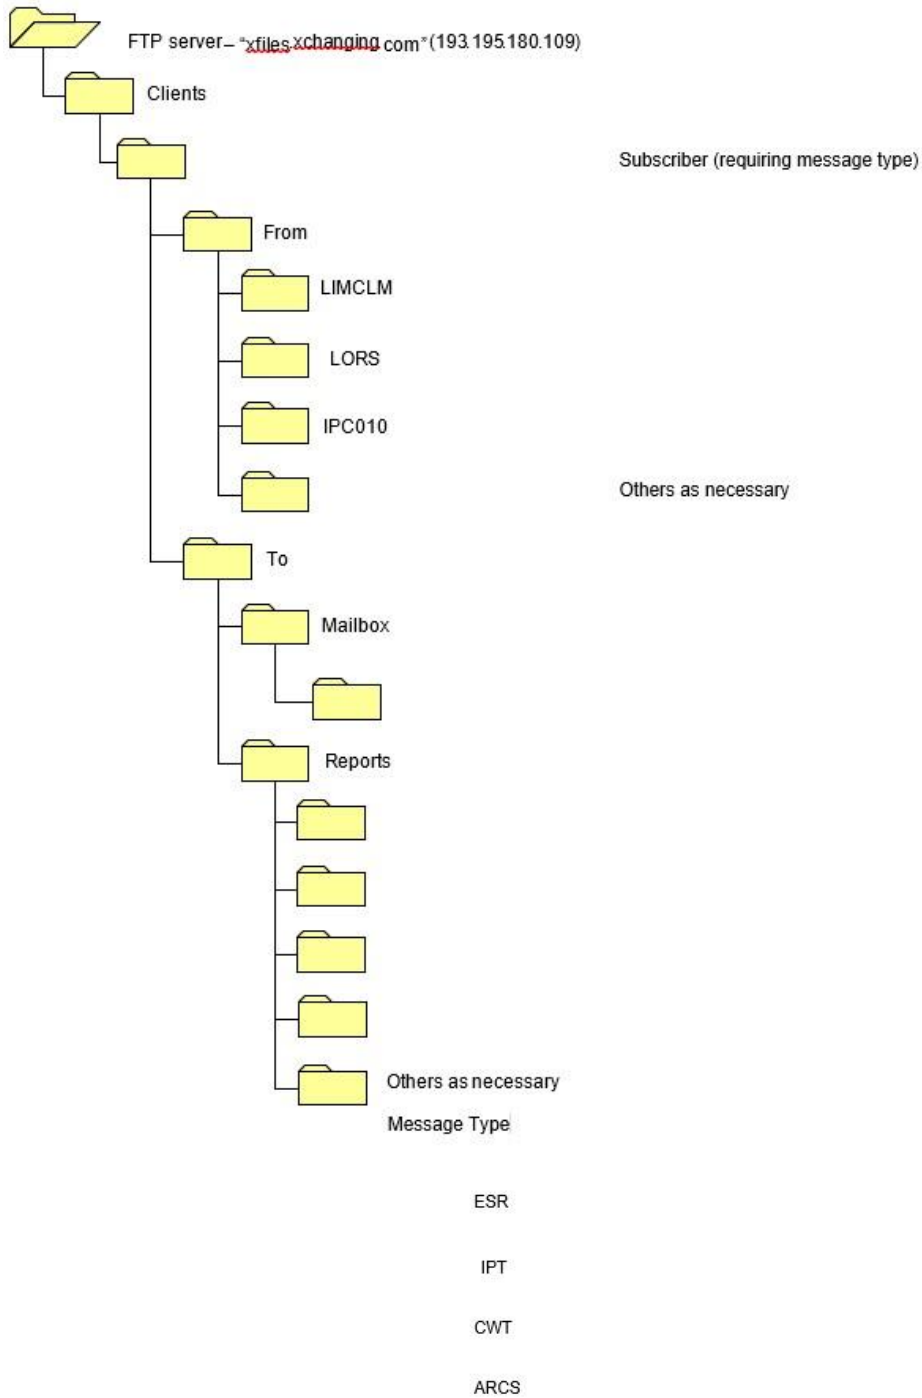 FTP server– “xfiles.xchanging.com” (193.195.180.109)
Clients
Subscriber (requiring message type)
From
LIMCLM
LORS
IPC010
Others as necessary
To
Mailbox
Reports
Others as necessary
Message Type
ESR
IPT
CWT
ARCS